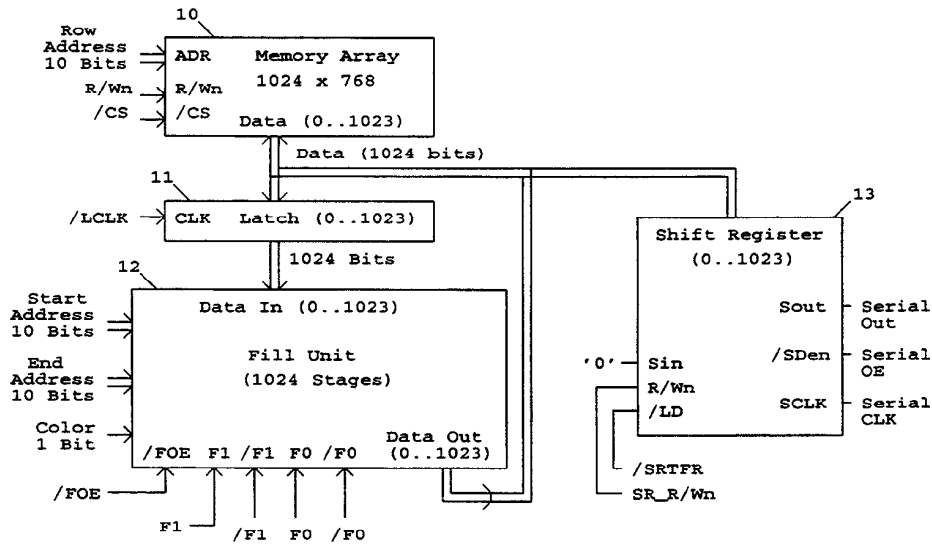 10
Row
Address
10 Bits
ADR
Memory Array
1024 x 768
R/Wn
R/Wn
/CS
/CS
Data (0..1023)
Data (1024 bits)
11
/LCLK
CLK
Latch (0..1023)
1024 Bits
12
Data In (0..1023)
Start
Address
10 Bits
Fill Unit
(1024 Stages)
End
Address
10 Bits
Color
1 Bit
/FOE
F1
/F1
F0
/F0
Data Out
(0..1023)
/FOE
F1
/F1
F0
/F0
13
Shift Register
(0..1023)
Sout
Serial
Out
/SDen
Serial
OE
SCLK
Serial
CLK
'0'
Sin
R/Wn
/LD
/SRTFR
SR_R/Wn